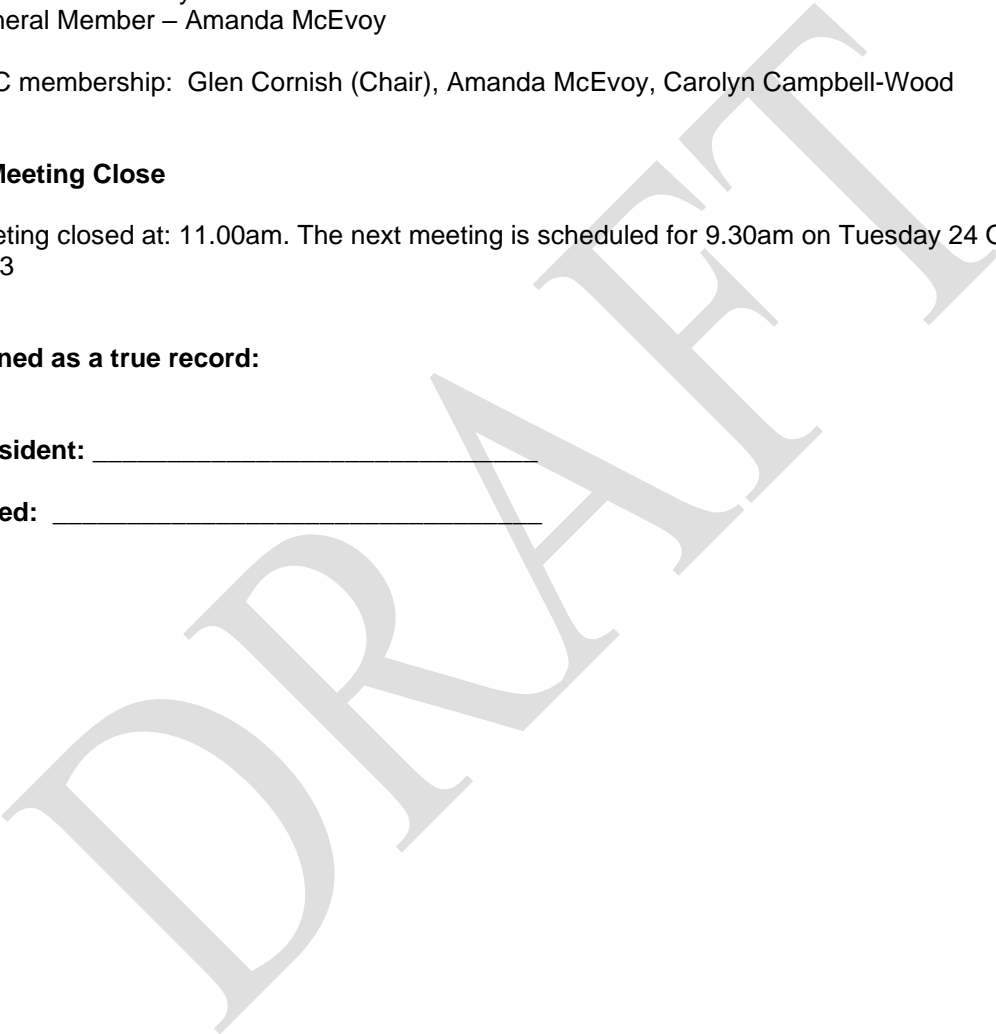 neral Member – Amanda McEvoy
C membership:  Glen Cornish (Chair), Amanda McEvoy, Carolyn Campbell-Wood
Meeting Close
eting closed at: 11.00am. The next meeting is scheduled for 9.30am on Tuesday 24
3
ned as a true record:
sident: ______________________________
ed: _________________________________
DRAFT